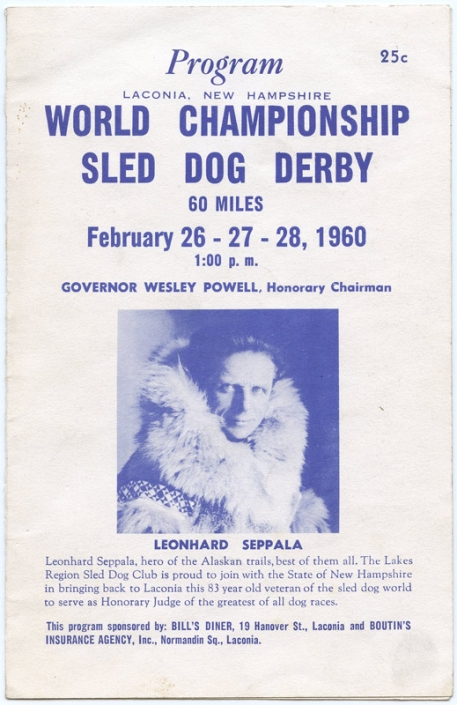 Program
25c
LACONIA, NEW HAMPSHIRE
WORLD CHAMPIONSHIP
SLED DOG DERBY
60 MILES
February 26 - 27 - 28, 1960
1:00 p. m.
GOVERNOR WESLEY POWELL, Honorary Chairman
LEONHARD SEPPALA
Leonhard Seppala, hero of the Alaskan trails, best of them all. The Lakes
Region Sled Dog Club is proud to join with the State of New Hampshire
in bringing back to Laconia this 83 year old veteran of the sled dog world
to serve as Honorary Judge of the greatest of all dog races.
This program sponsored by: BILL'S DINER, 19 Hanover St., Laconia and BOUTIN'S
INSURANCE AGENCY, Inc., Normandin Sq., Laconia.